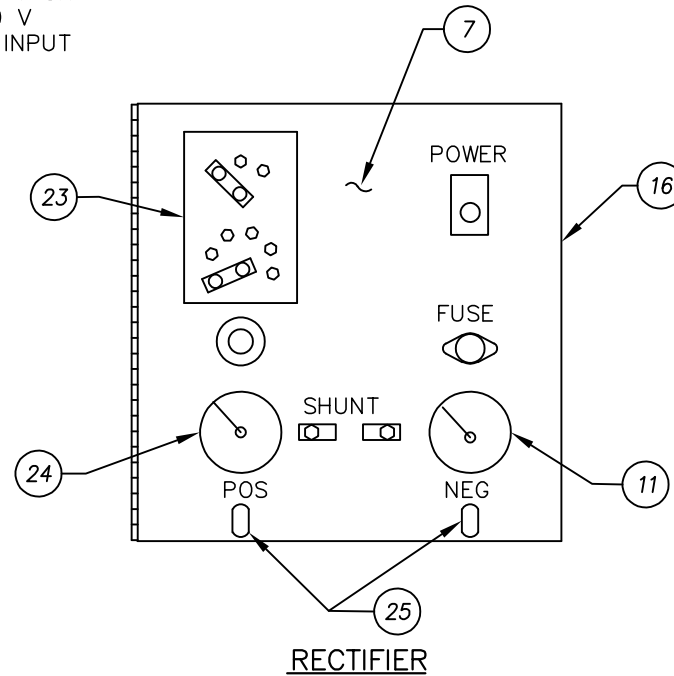 V
INPUT
7
POWER
23
16
FUSE
SHUNT
24
11
POS
NEG
25
RECTIFIER